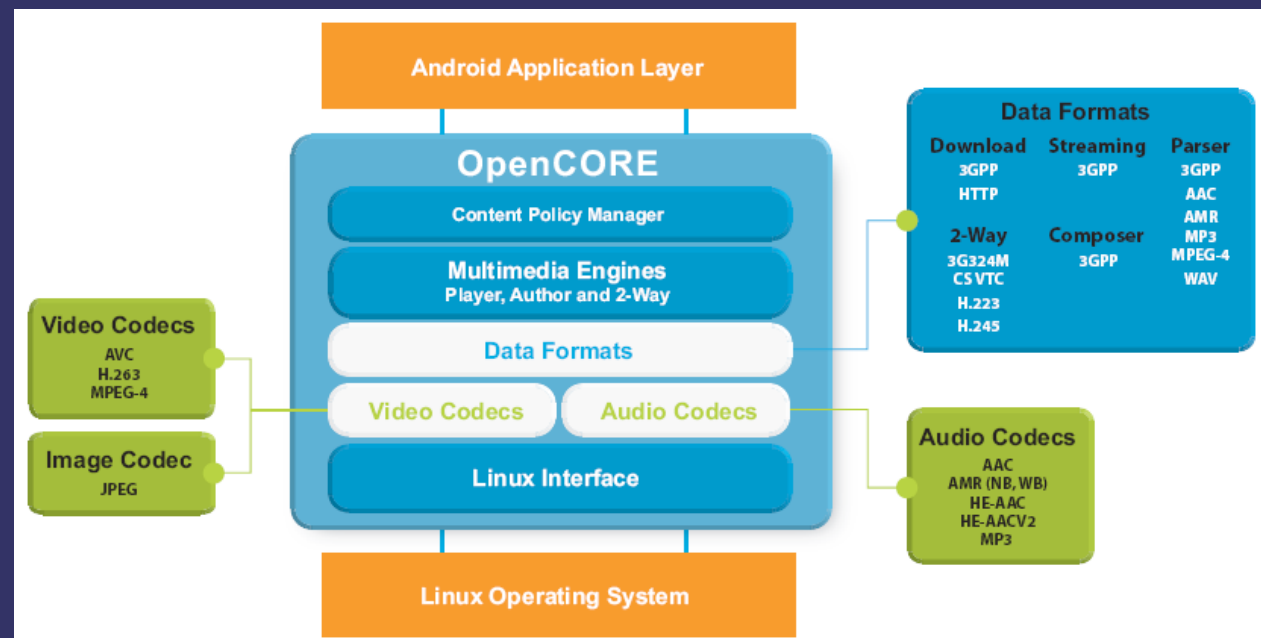 Android Application Layer
OpenCORE
Content Policy Manager
Multimedia Engines
Player, Author and 2-Way
Data Formats
Video Codecs
Audio Codecs
Linux Interface
Linux Operating System
Video Codecs
AVC
H.263
MPEG-4
Image Codec
JPEG
Data Formats
Download
3GPP
HTTP
Streaming
3GPP
Parser
3GPP
AAC
AMR
MP3
MPEG-4
WAV
2-Way
3G324M
CS VTC
H.223
H.245
Composer
3GPP
Audio Codecs
AAC
AMR (NB, WB)
HE-AAC
HE-AACV2
MP3